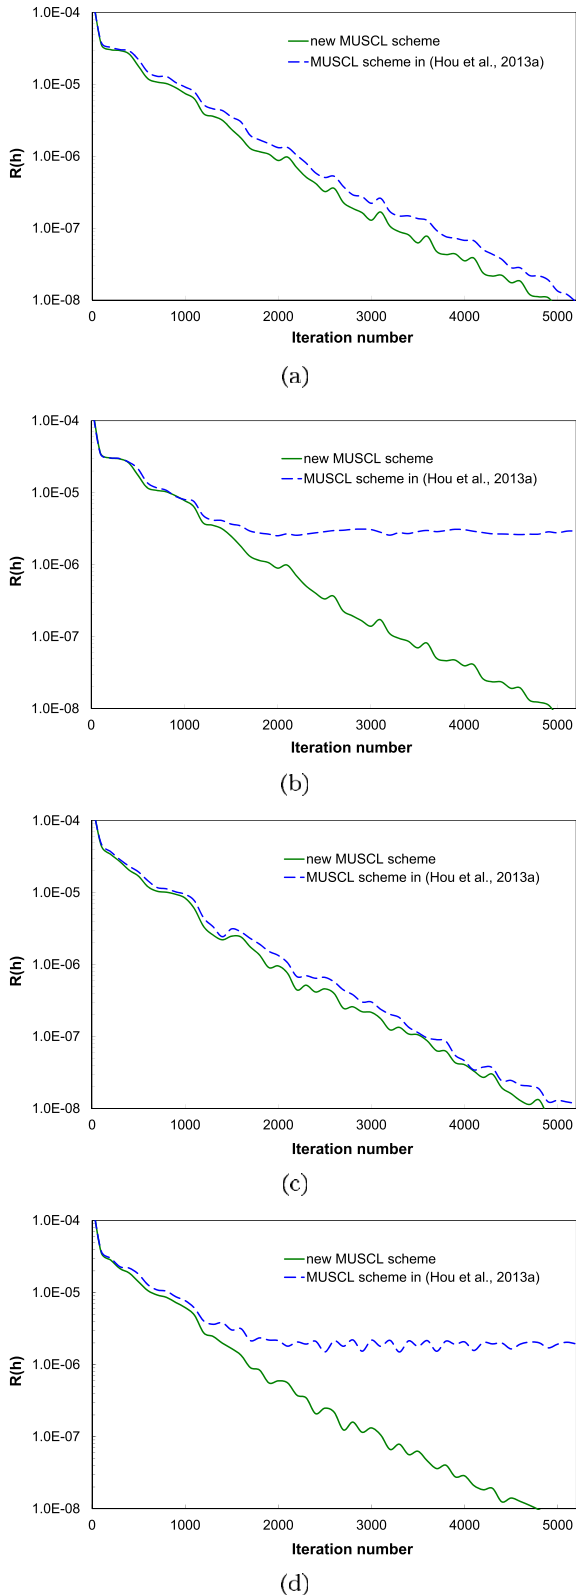 1.0E-04
new MUSCL scheme
MUSCL scheme in (Hou et al., 2013a)
1.0E-05
1.0E-06
R(h)
1.0E-07
1.0E-08
0 1000 2000 3000 4000 5000
Iteration number
(a)
1.0E-04
new MUSCL scheme
MUSCL scheme in (Hou et al., 2013a)
1.0E-05
1.0E-06
R(h)
1.0E-07
1.0E-08
0 1000 2000 3000 4000 5000
Iteration number
(b)
1.0E-04
new MUSCL scheme
MUSCL scheme in (Hou et al., 2013a)
1.0E-05
1.0E-06
R(h)
1.0E-07
1.0E-08
0 1000 2000 3000 4000 5000
Iteration number
(c)
1.0E-04
new MUSCL scheme
MUSCL scheme in (Hou et al., 2013a)
1.0E-05
1.0E-06
R(h)
1.0E-07
1.0E-08
0 1000 2000 3000 4000 5000
Iteration number
(d)